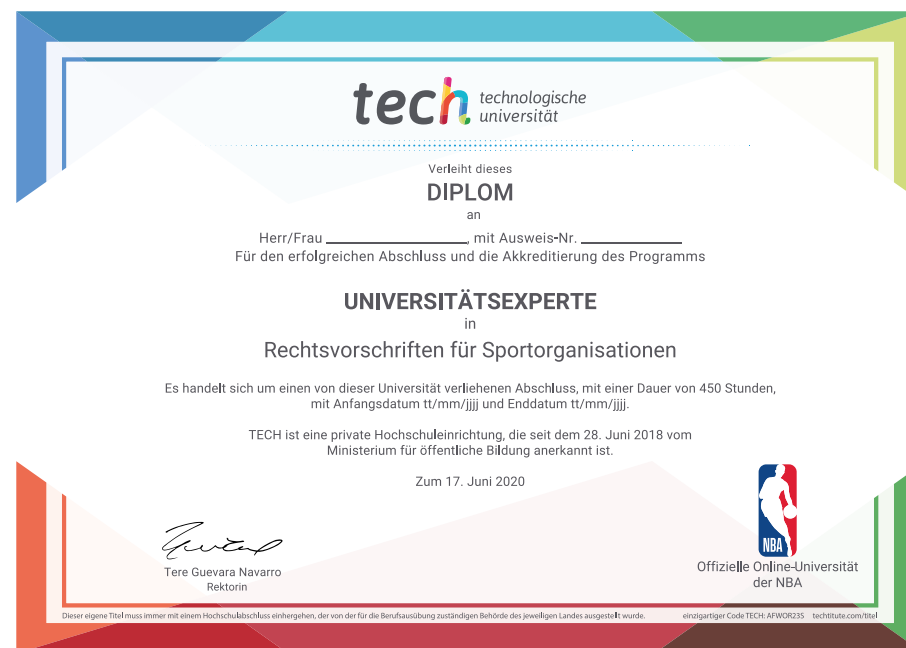 tech technologische
universität
Verleiht dieses
DIPLOM
an
Herr/Frau ____________, mit Ausweis-Nr. ____________
Für den erfolgreichen Abschluss und die Akkreditierung des Programms
UNIVERSITÄTSEXPERTE
in
Rechtsvorschriften für Sportorganisationen
Es handelt sich um einen von dieser Universität verliehenen Abschluss, mit einer Dauer von 450 Stunden,
mit Anfangsdatum tt/mm/jjjj und Enddatum tt/mm/jjjj.
TECH ist eine private Hochschuleinrichtung, die seit dem 28. Juni 2018 vom
Ministerium für öffentliche Bildung anerkannt ist.
Zum 17. Juni 2020
NBA
Tere Guevara Navarro
Rektorin
Offizielle Online-Universität
der NBA
Dieser eigene Titel muss immer mit einem Hochschulabschluss einhergehen, der von der für die Berufsausübung zuständigen Behörde des jeweiligen Landes ausgestellt wurde. einzigartiger Code TECH: AFWOR235 techtitute.com/titel